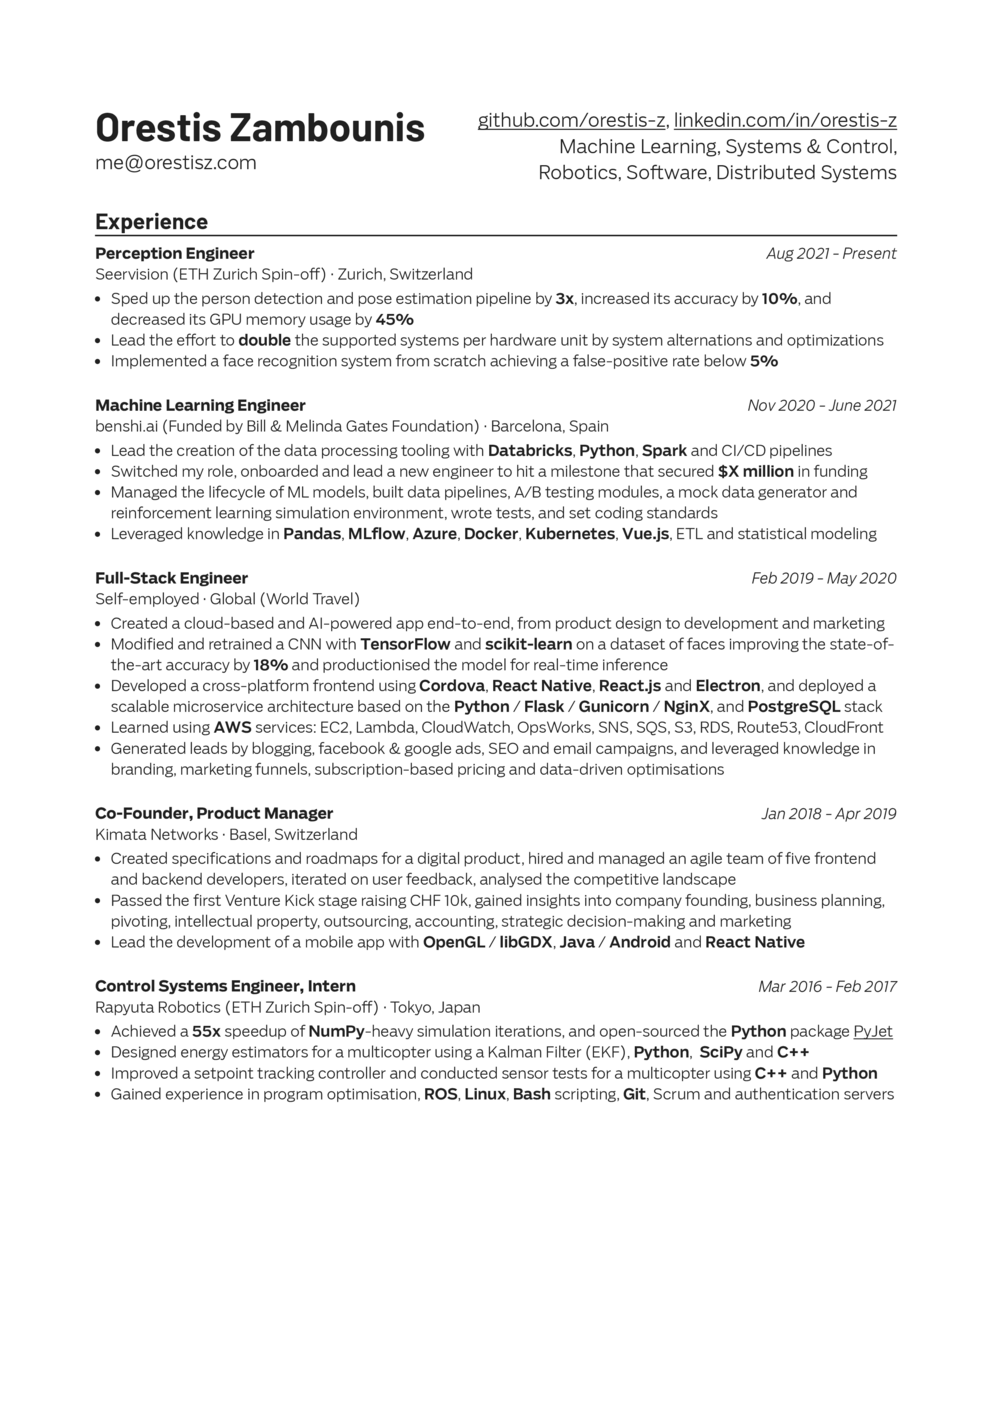 Orestis Zambounis
me@orestisz.com
github.com/orestis-z, linkedin.com/in/orestis-z
Machine Learning, Systems & Control,
Robotics, Software, Distributed Systems
Experience
Perception Engineer Aug 2021 - Present
Seervision (ETH Zurich Spin-off) · Zurich, Switzerland
• Sped up the person detection and pose estimation pipeline by 3x, increased its accuracy by 10%, and
decreased its GPU memory usage by 45%
• Lead the effort to double the supported systems per hardware unit by system alternations and optimizations
• Implemented a face recognition system from scratch achieving a false-positive rate below 5%
Machine Learning Engineer Nov 2020 - June 2021
benshi.ai (Funded by Bill & Melinda Gates Foundation) · Barcelona, Spain
• Lead the creation of the data processing tooling with Databricks, Python, Spark and CI/CD pipelines
• Switched my role, onboarded and lead a new engineer to hit a milestone that secured $X million in funding
• Managed the lifecycle of ML models, built data pipelines, A/B testing modules, a mock data generator and
reinforcement learning simulation environment, wrote tests, and set coding standards
• Leveraged knowledge in Pandas, MLflow, Azure, Docker, Kubernetes, Vue.js, ETL and statistical modeling
Full-Stack Engineer Feb 2019 - May 2020
Self-employed · Global (World Travel)
• Created a cloud-based and AI-powered app end-to-end, from product design to development and marketing
• Modified and retrained a CNN with TensorFlow and scikit-learn on a dataset of faces improving the state-of-
the-art accuracy by 18% and productionised the model for real-time inference
• Developed a cross-platform frontend using Cordova, React Native, React.js and Electron, and deployed a
scalable microservice architecture based on the Python / Flask / Gunicorn / NginX, and PostgreSQL stack
• Learned using AWS services: EC2, Lambda, CloudWatch, OpsWorks, SNS, SQS, S3, RDS, Route53, CloudFront
• Generated leads by blogging, facebook & google ads, SEO and email campaigns, and leveraged knowledge in
branding, marketing funnels, subscription-based pricing and data-driven optimisations
Co-Founder, Product Manager Jan 2018 - Apr 2019
Kimata Networks · Basel, Switzerland
• Created specifications and roadmaps for a digital product, hired and managed an agile team of five frontend
and backend developers, iterated on user feedback, analysed the competitive landscape
• Passed the first Venture Kick stage raising CHF 10k, gained insights into company founding, business planning,
pivoting, intellectual property, outsourcing, accounting, strategic decision-making and marketing
• Lead the development of a mobile app with OpenGL / libGDX, Java / Android and React Native
Control Systems Engineer, Intern Mar 2016 - Feb 2017
Rapyuta Robotics (ETH Zurich Spin-off) · Tokyo, Japan
• Achieved a 55x speedup of NumPy-heavy simulation iterations, and open-sourced the Python package PyJet
• Designed energy estimators for a multicopter using a Kalman Filter (EKF), Python, SciPy and C++
• Improved a setpoint tracking controller and conducted sensor tests for a multicopter using C++ and Python
• Gained experience in program optimisation, ROS, Linux, Bash scripting, Git, Scrum and authentication servers